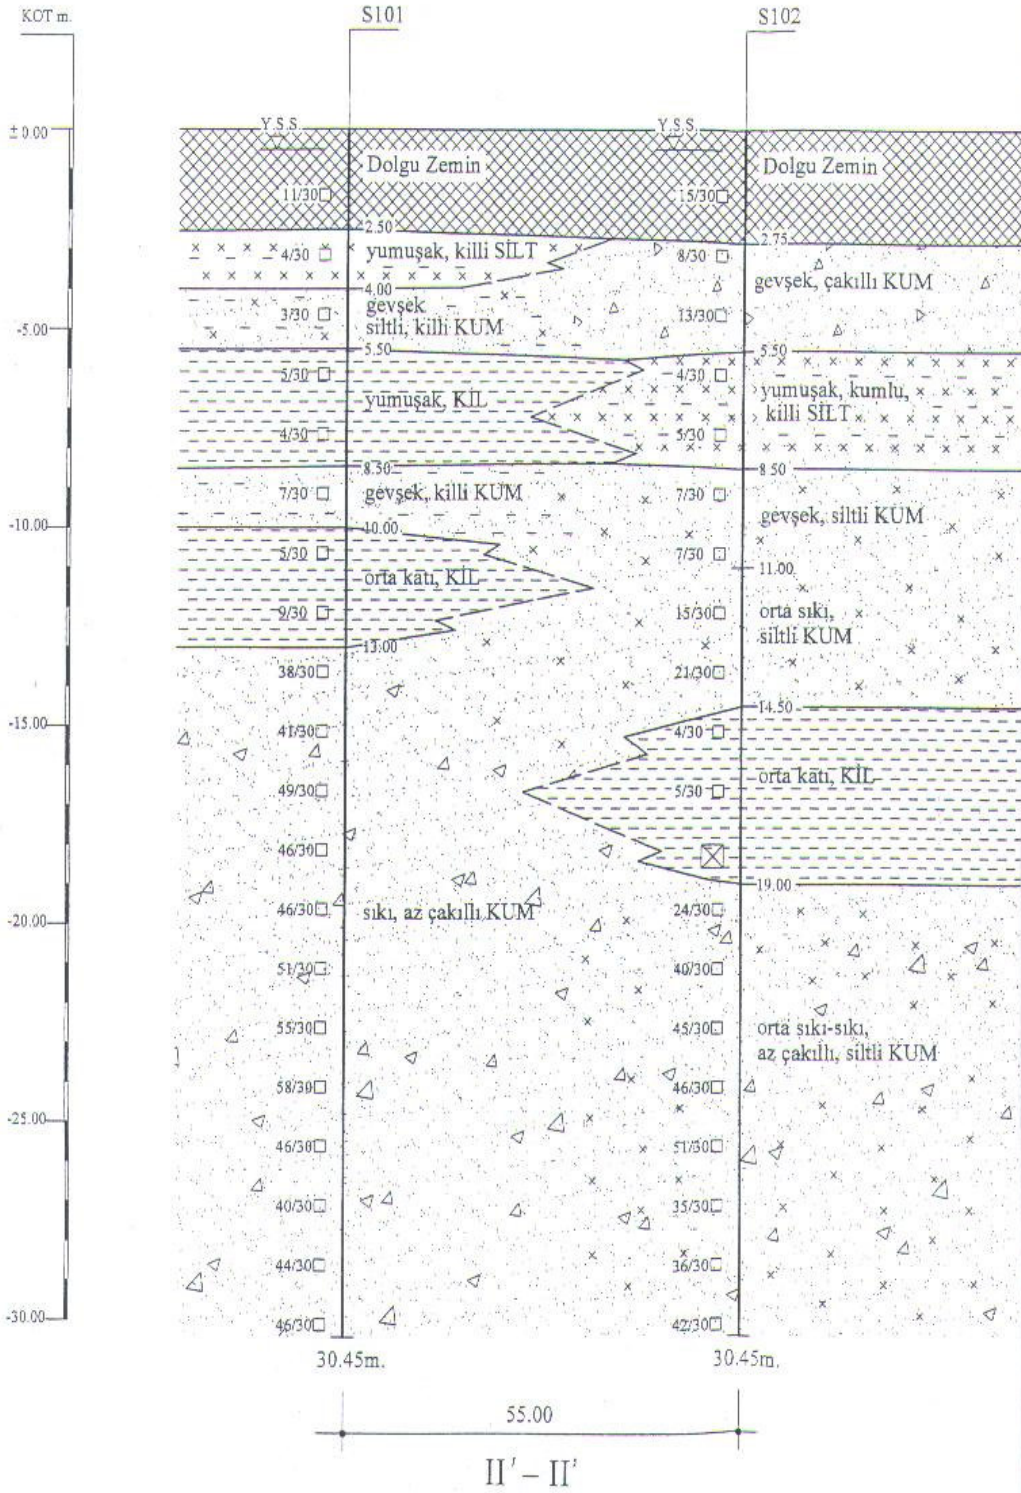 KOT m.
S101
S102
± 0.00
Y.S.S.
Y.S.S.
Dolgu Zemin
Dolgu Zemin
11/30
15/30
2.50
2.75
4/30
yumuşak, killi SİLT
8/30
gevşek, çakıllı KUM
4.00
3/30
gevşek
siltli, killi KUM
13/30
-5.00
5.50
5.50
5/30
4/30
yumuşak, KİL
yumuşak, kumlu,
killi SİLT
4/30
5/30
8.50
8.50
7/30
gevşek, killi KUM
7/30
gevşek, siltli KUM
-10.00
10.00
5/30
7/30
orta katı, KİL
11.00
9/30
15/30
orta sıkı,
siltli KUM
13.00
38/30
21/30
14.50
-15.00
41/30
4/30
orta katı, KİL
49/30
5/30
46/30
19.00
46/30
sıkı, az çakıllı KUM
24/30
-20.00
51/30
40/30
55/30
45/30
orta sıkı-sıkı,
az çakıllı, siltli KUM
58/30
46/30
-25.00
46/30
51/30
40/30
35/30
44/30
36/30
-30.00
46/30
42/30
30.45m.
30.45m.
55.00
II' – II'